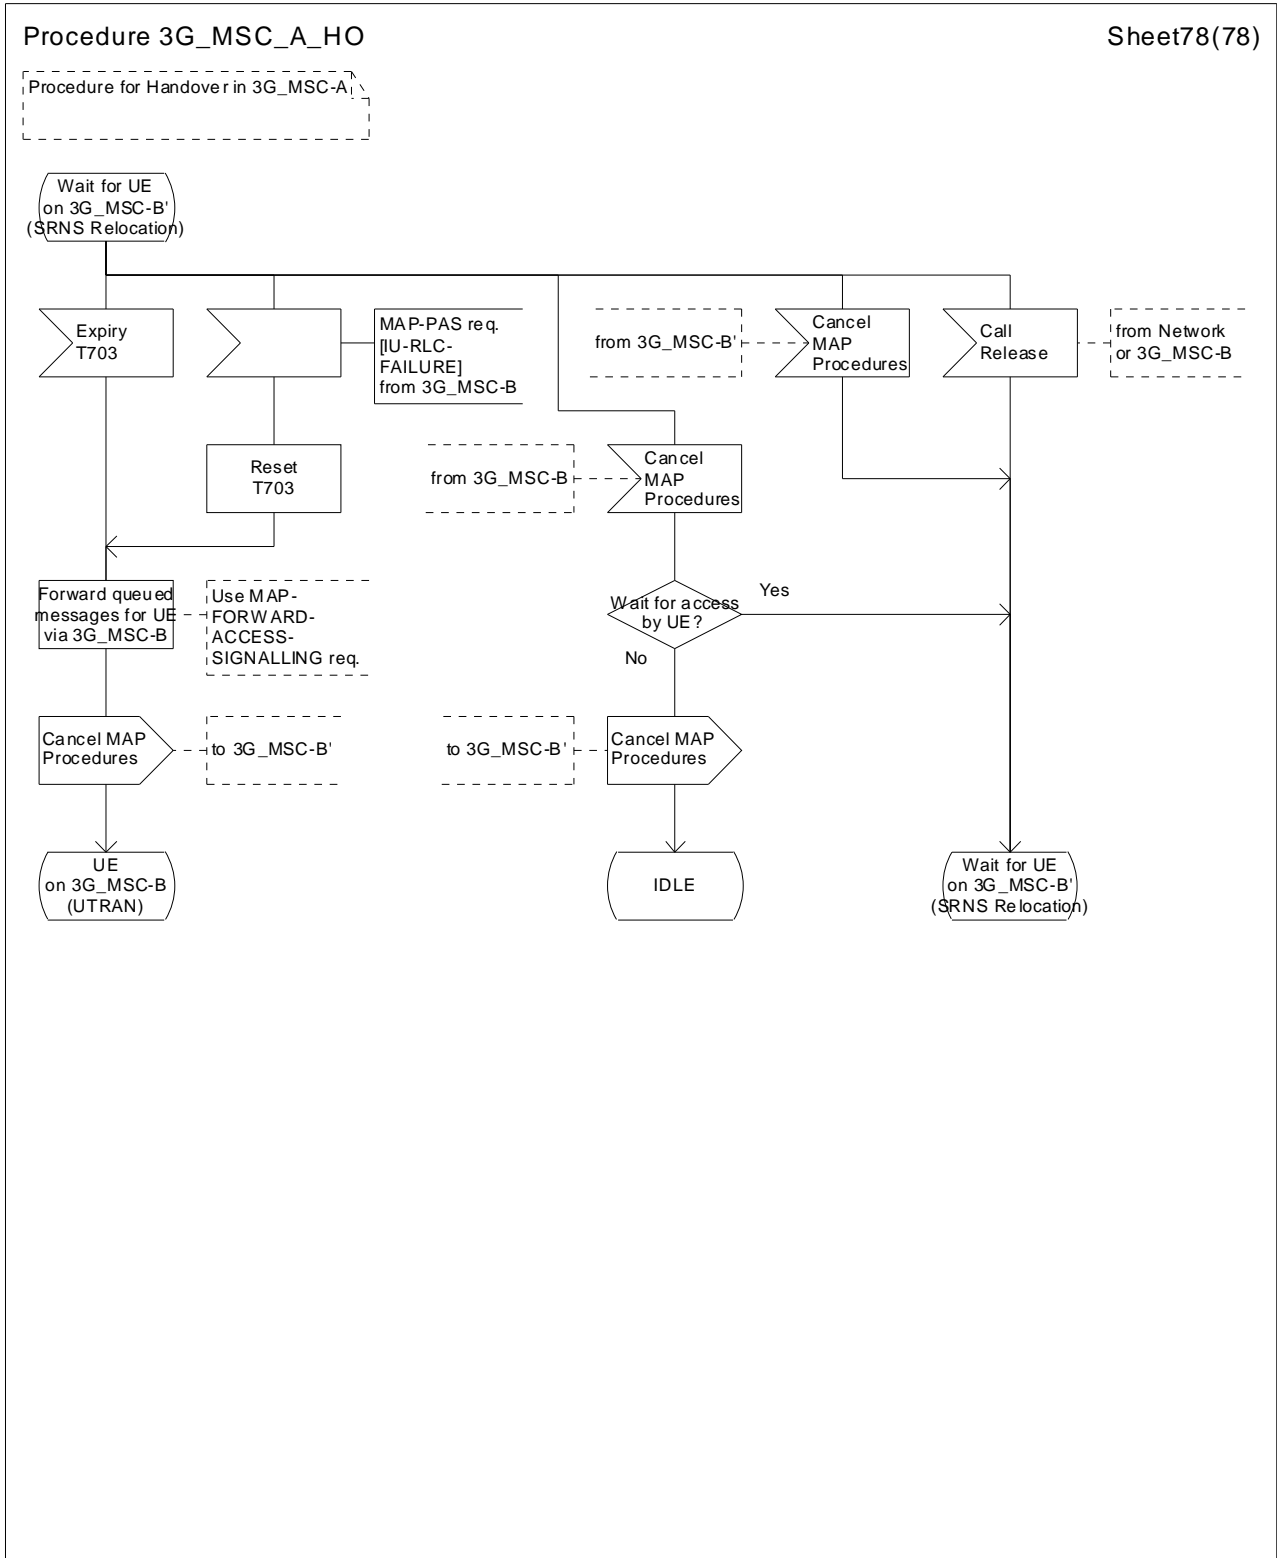 Procedure 3G_MSC_A_HO
Sheet78(78)
Procedure for Handover in 3G_MSC-A
Wait for UE
on 3G_MSC-B'
(SRNS Relocation)
Expiry
T703
MAP-PAS req.
[IU-RLC-
FAILURE]
from 3G_MSC-B
from 3G_MSC-B'
Cancel
MAP
Procedures
Call
Release
from Network
or 3G_MSC-B
Reset
T703
from 3G_MSC-B
Cancel
MAP
Procedures
Forward queued
messages for UE
via 3G_MSC-B
Use MAP-
FORWARD-
ACCESS-
SIGNALLING req.
Wait for access
by UE?
Yes
No
Cancel MAP
Procedures
to 3G_MSC-B'
to 3G_MSC-B'
Cancel MAP
Procedures
UE
on 3G_MSC-B
(UTRAN)
IDLE
Wait for UE
on 3G_MSC-B'
(SRNS Relocation)